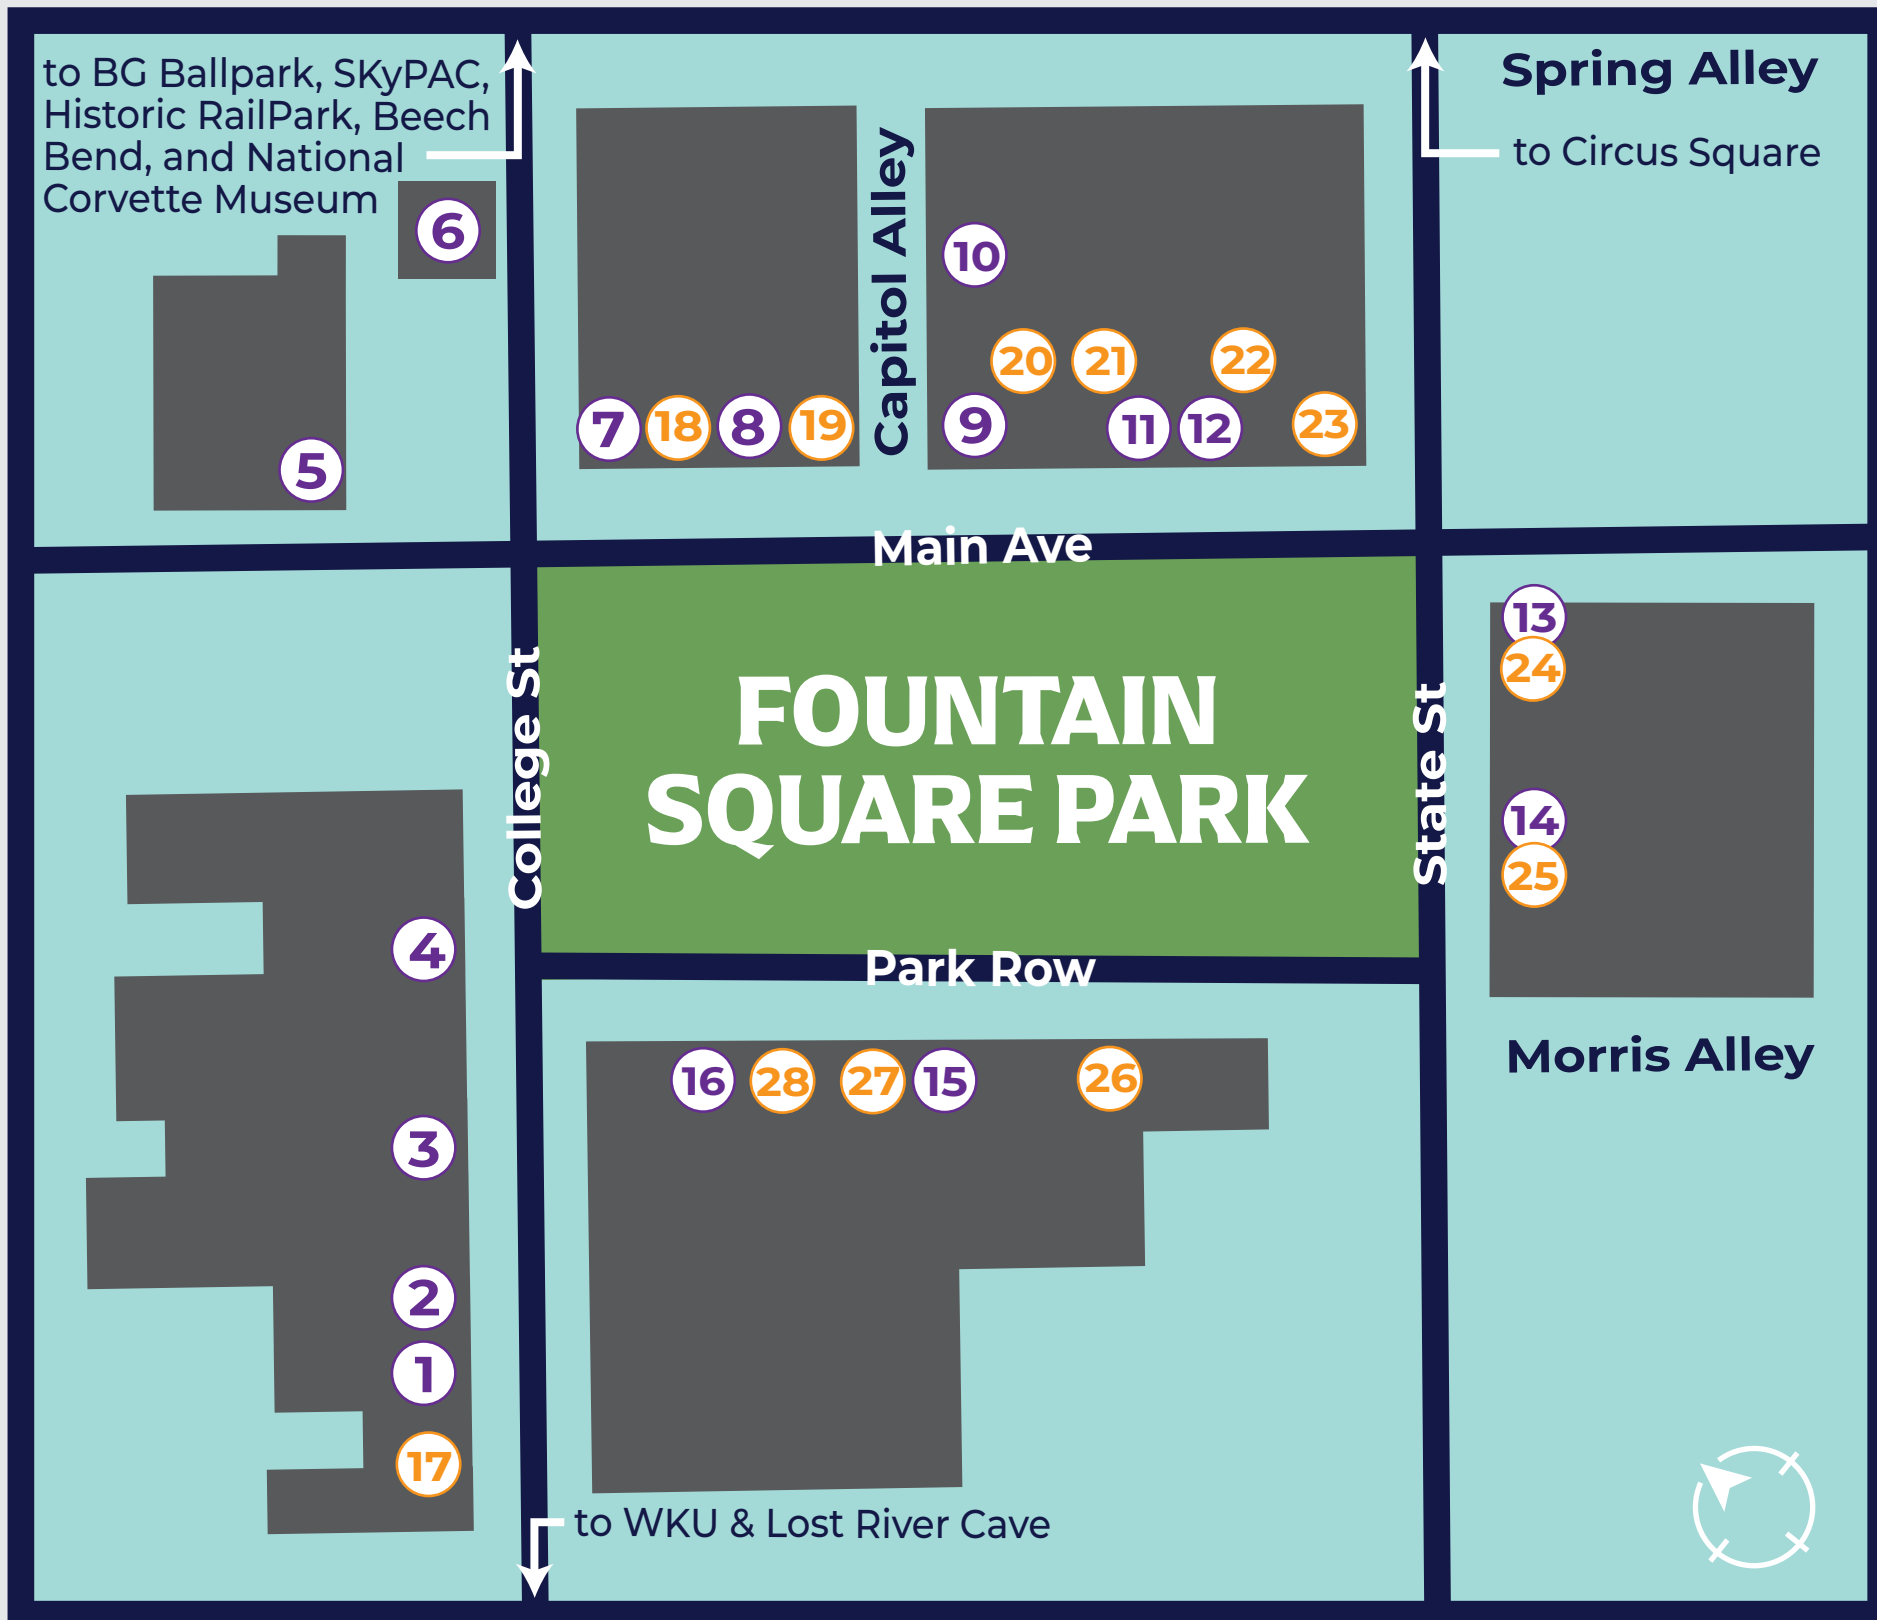 to BG Ballpark, SKyPAC,
Historic RailPark, Beech
Bend, and National
Corvette Museum
Spring Alley
to Circus Square
Capitol Alley
6
10
5
7
18
8
19
20
21
22
9
11
12
23
Main Ave
College St
FOUNTAIN
SQUARE PARK
State St
13
24
14
25
Park Row
4
3
2
1
17
16
28
27
15
26
Morris Alley
to WKU & Lost River Cave